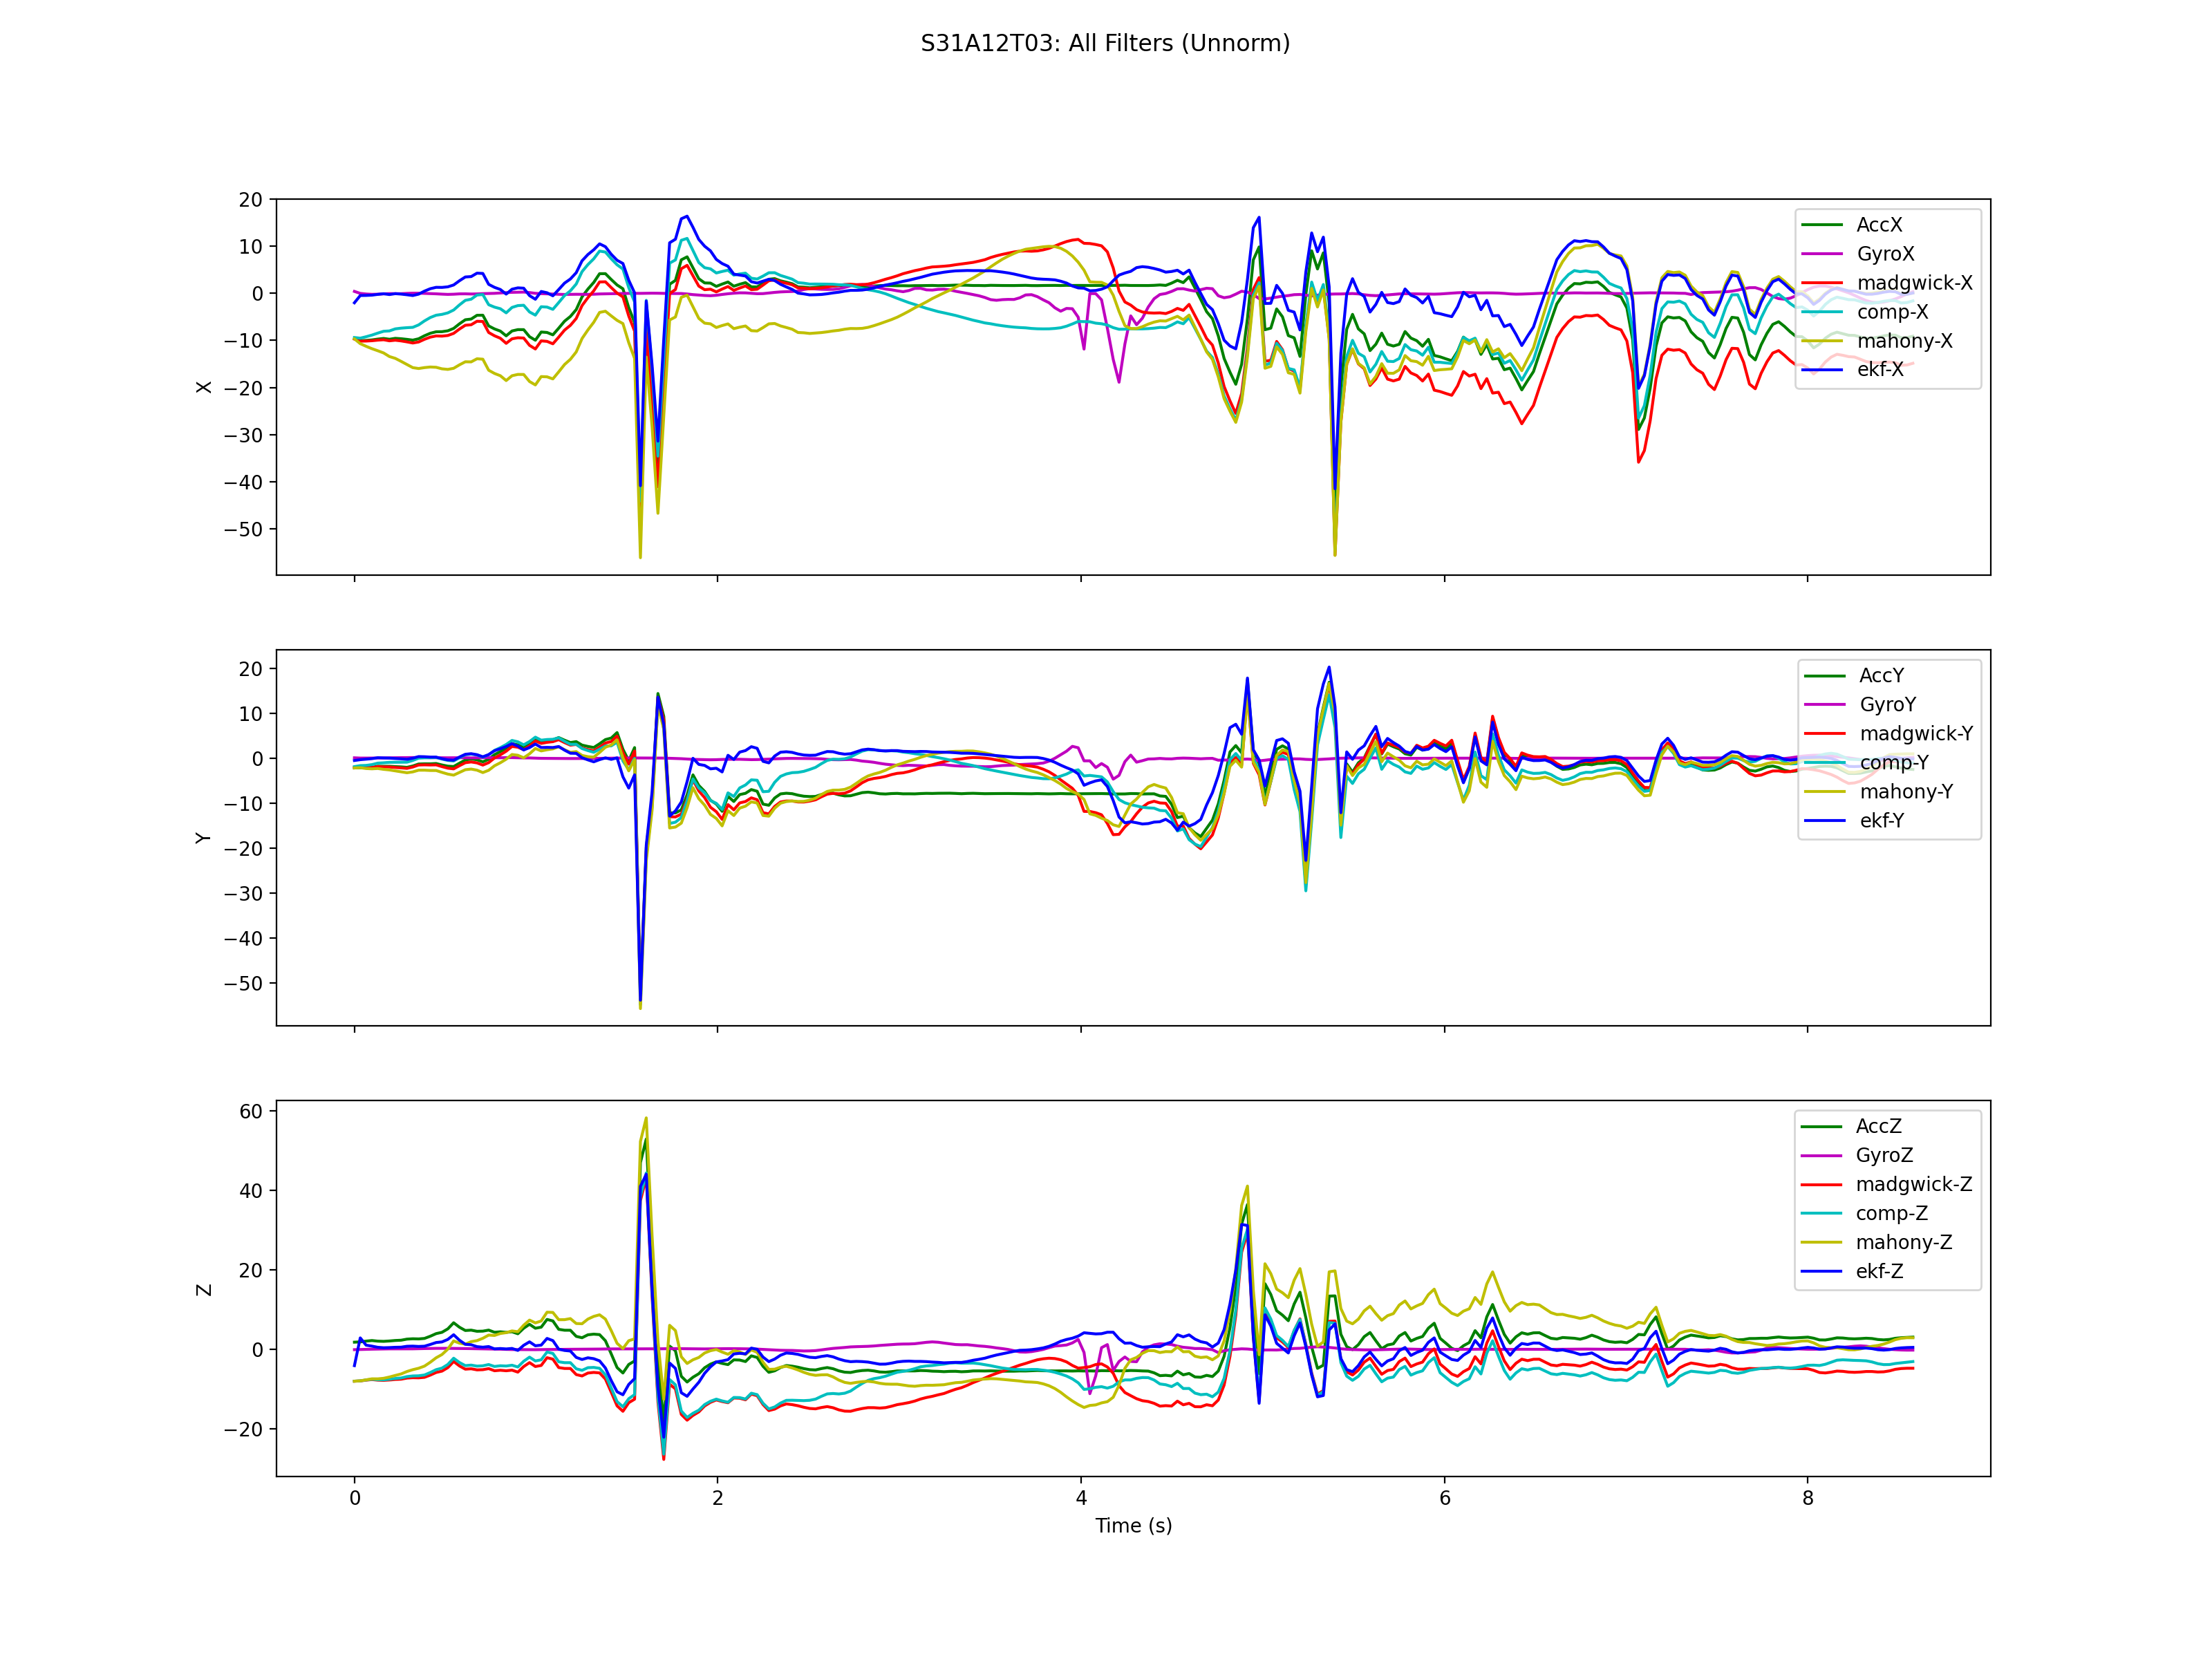 S31A12T03: All Filters (Unnorm)
20
10
0
−10
−20
−30
−40
−50
X
AccX
GyroX
madgwick-X
comp-X
mahony-X
ekf-X
20
10
0
−10
−20
−30
−40
−50
Y
AccY
GyroY
madgwick-Y
comp-Y
mahony-Y
ekf-Y
60
40
20
0
−20
Z
AccZ
GyroZ
madgwick-Z
comp-Z
mahony-Z
ekf-Z
0 2 4 6 8
Time (s)